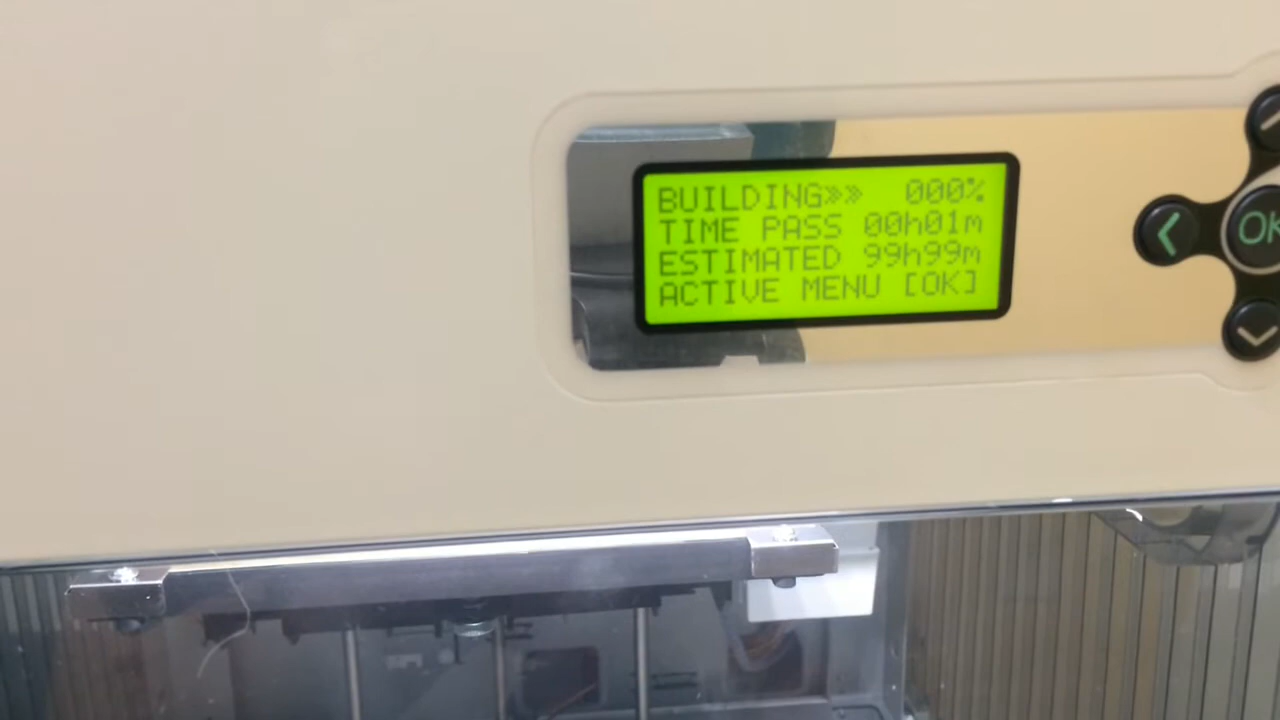 BUILDING»» 000%
TIME PASS 00h01m
ESTIMATED 99h99m
ACTIVE MENU [OK]
OK